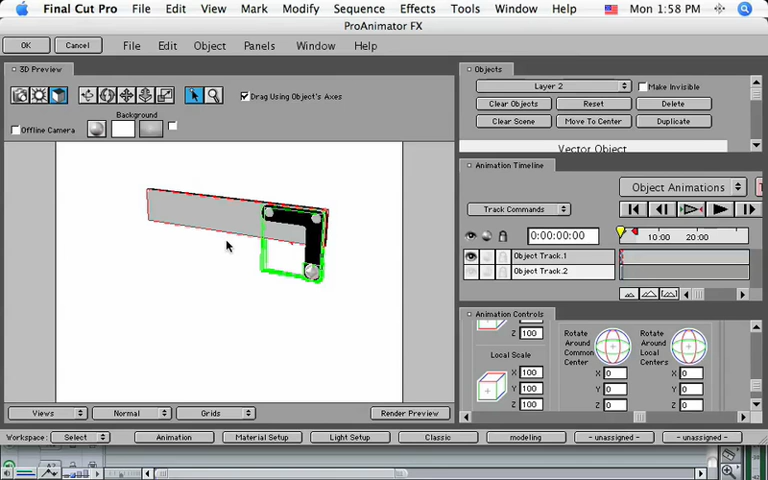 Final Cut Pro File Edit View Mark Modify Sequence Effects Tools Window Help Mon 1:58 PM
ProAnimator FX
OK Cancel File Edit Object Panels Window Help
3D Preview
Drag Using Object's Axes
Background
Offline Camera
Views Normal Grids Render Preview
Objects
Layer 2 Make Invisible
Clear Objects Reset Delete
Clear Scene Move To Center Duplicate
Vector Object
Animation Timeline
Object Animations
Track Commands
0:00:00:00 10:00 20:00
Object Track.1
Object Track.2
Animation Controls
Z 100
Local Scale
X 100
Y 100
Z 100
Rotate Around Common Center
X 0
Y 0
Z 0
Rotate Around Local Centers
X 0
Y 0
Z 0
Workspace: Select Animation Material Setup Light Setup Classic modeling - unassigned - - unassigned -